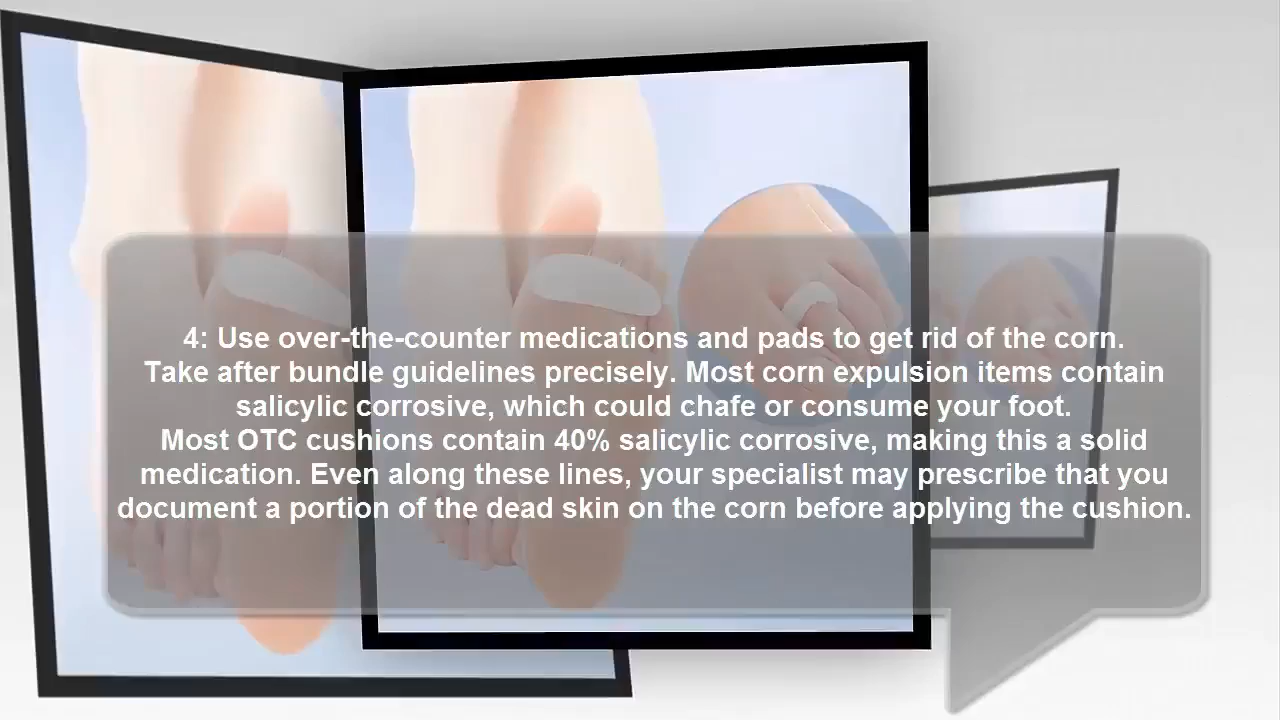 4: Use over-the-counter medications and pads to get rid of the corn.
Take after bundle guidelines precisely. Most corn expulsion items contain
salicylic corrosive, which could chafe or consume your foot.
Most OTC cushions contain 40% salicylic corrosive, making this a solid
medication. Even along these lines, your specialist may prescribe that you
document a portion of the dead skin on the corn before applying the cushion.